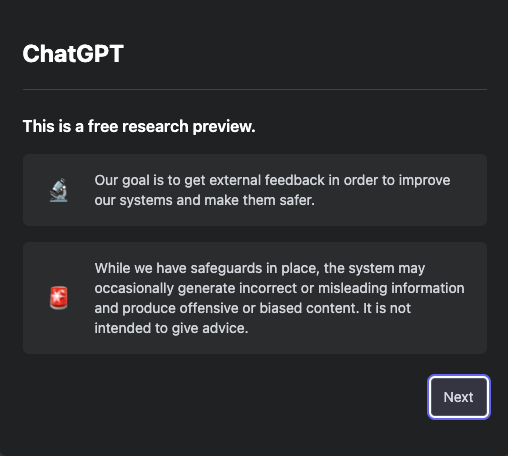 ChatGPT
This is a free research preview.
Our goal is to get external feedback in order to improve
our systems and make them safer.
While we have safeguards in place, the system may
occasionally generate incorrect or misleading information
and produce offensive or biased content. It is not
intended to give advice.
Next